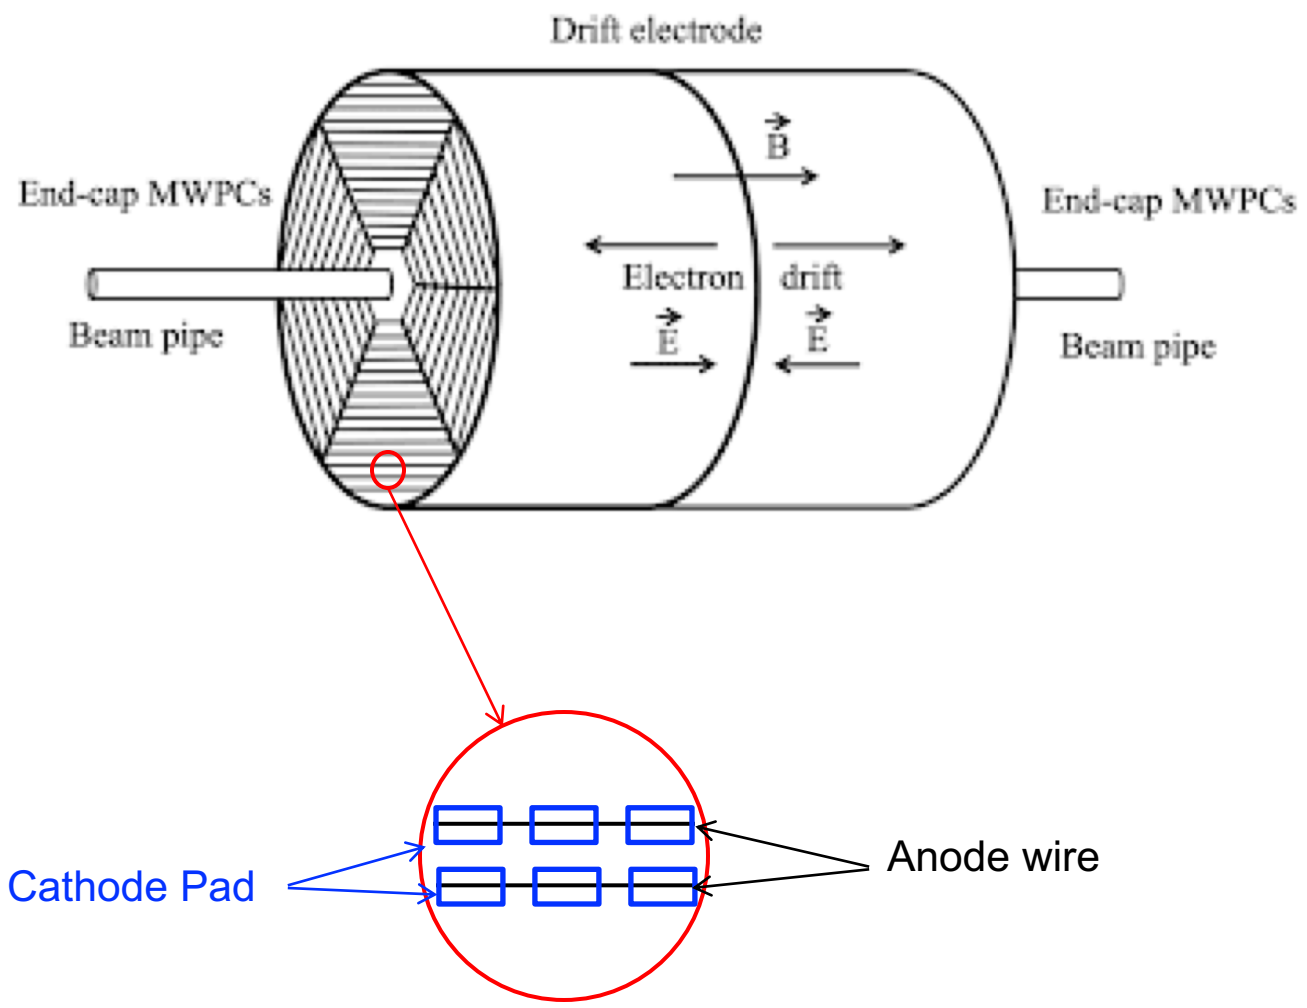 Drift electrode
B
End-cap MWPCs
End-cap MWPCs
Electron drift
E
E
Beam pipe
Beam pipe
Anode wire
Cathode Pad